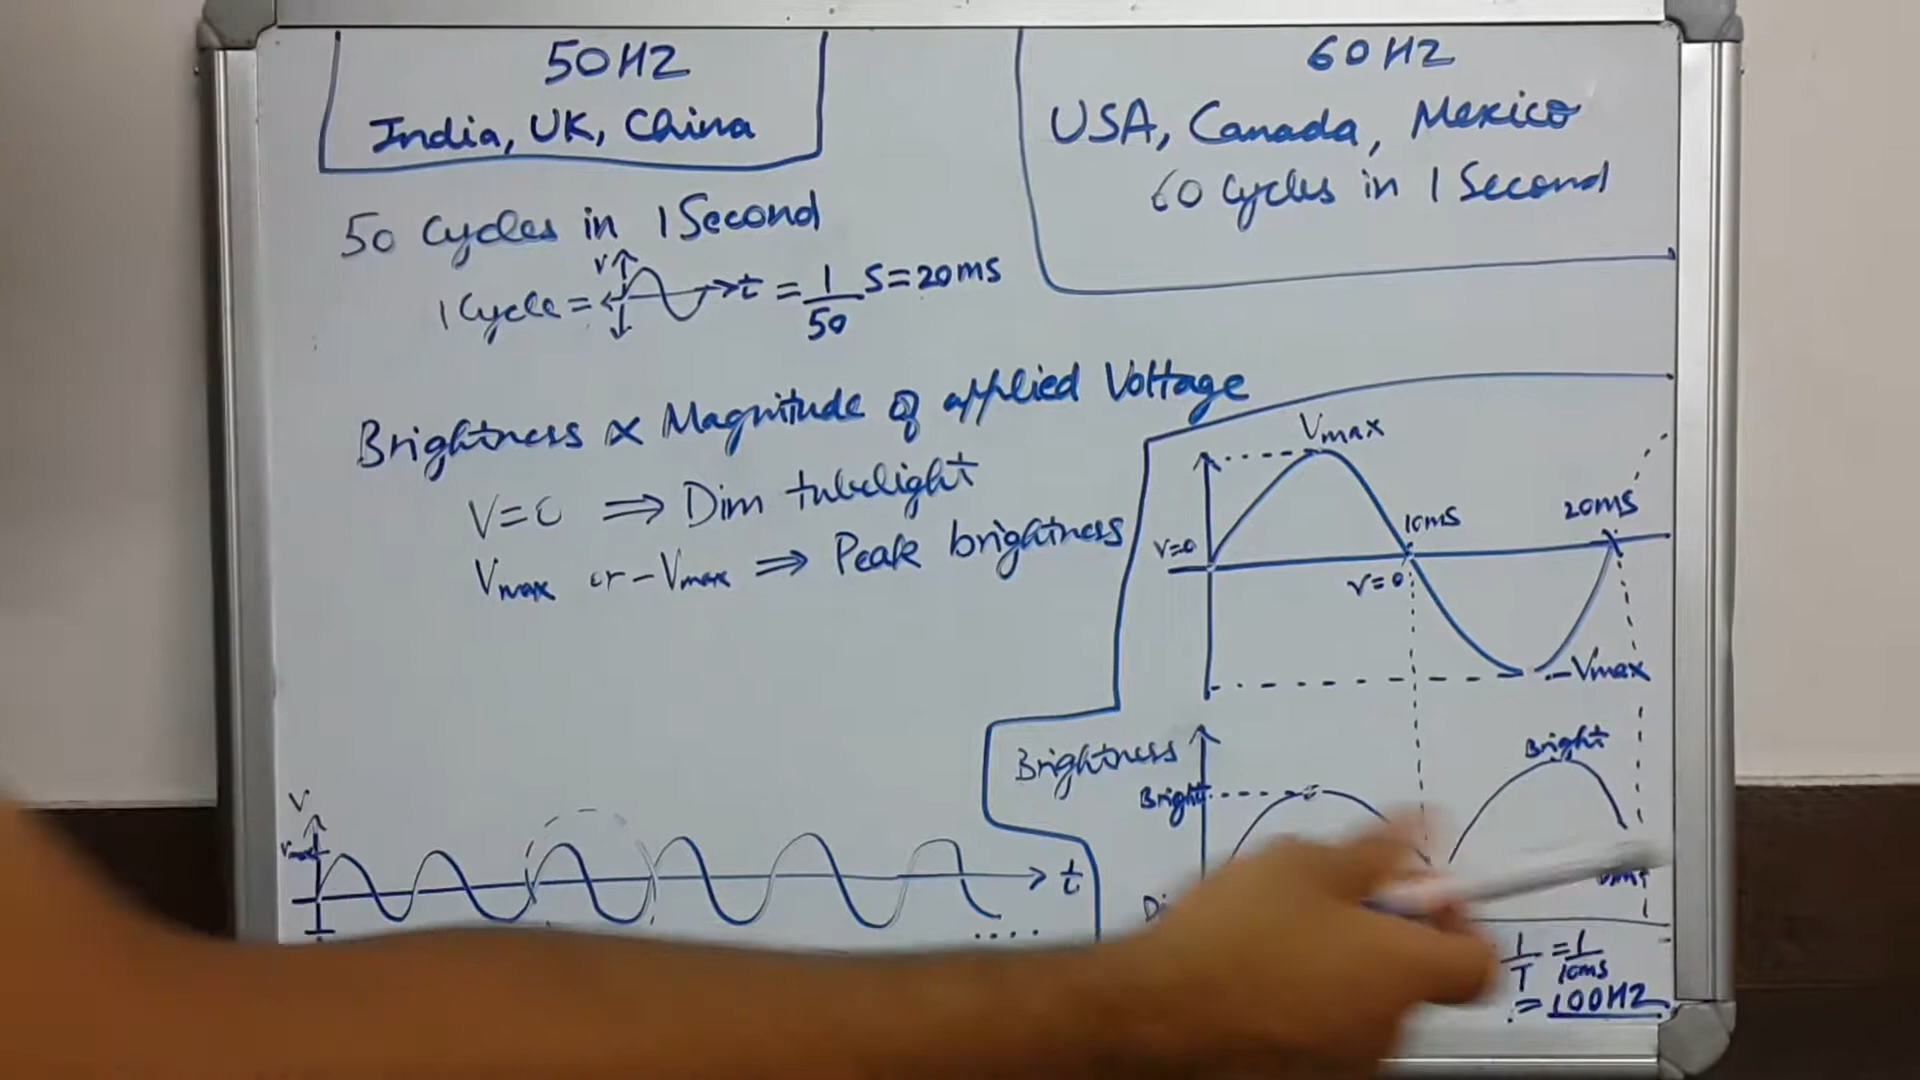 50HZ
India, UK, China
50 Cycles in 1 Second
1 Cycle = V t = 1/50 S = 20ms
60HZ
USA, Canada, Mexico
60 Cycles in 1 Second
Brightness ∝ Magnitude of applied Voltage
V=0 ⇒ Dim tubelight
Vmax or -Vmax ⇒ Peak brightness
Vmax
V=0
10ms
20ms
V=0
-Vmax
Brightness
Bright
Bright
V
Vmax
t
....
1/T = 1/10ms
= 100HZ